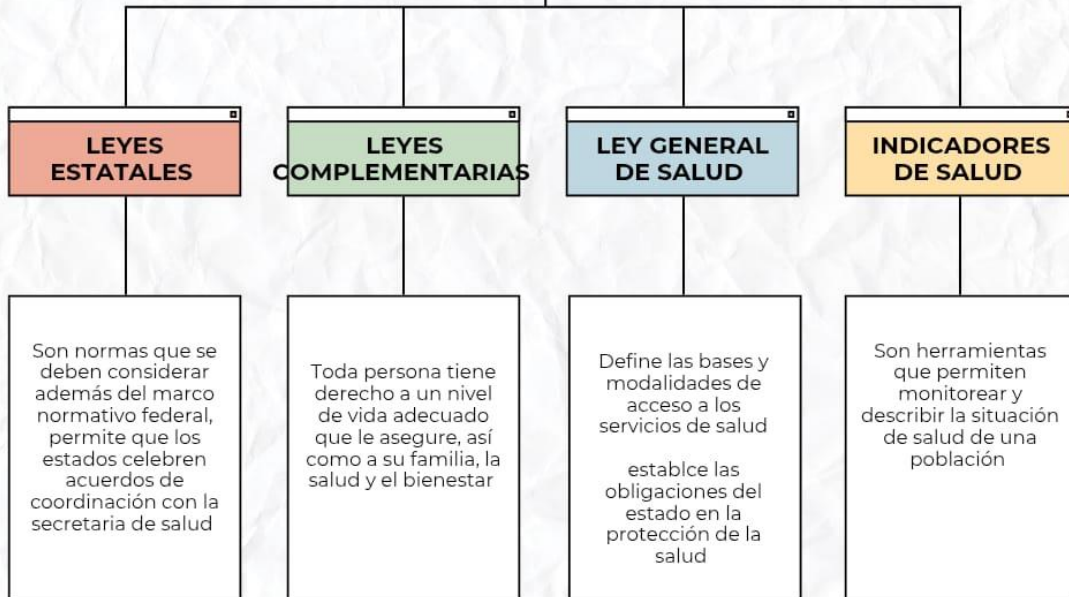 LEYES
ESTATALES
Son normas que se
deben considerar
además del marco
normativo federal,
permite que los
estados celebren
acuerdos de
coordinación con la
secretaria de salud
LEYES
COMPLEMENTARIAS
Toda persona tiene
derecho a un nivel
de vida adecuado
que le asegure, así
como a su familia, la
salud y el bienestar
LEY GENERAL
DE SALUD
Define las bases y
modalidades de
acceso a los
servicios de salud
establce las
obligaciones del
estado en la
protección de la
salud
INDICADORES
DE SALUD
Son herramientas
que permiten
monitorear y
describir la situación
de salud de una
población